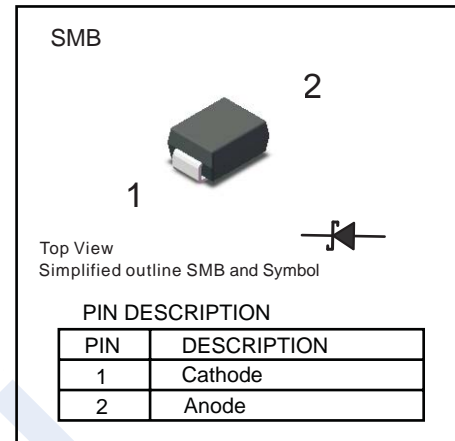 SMB
2
1
Top View
Simplified outline SMB and Symbol
PIN DESCRIPTION
PIN DESCRIPTION
1 Cathode
2 Anode